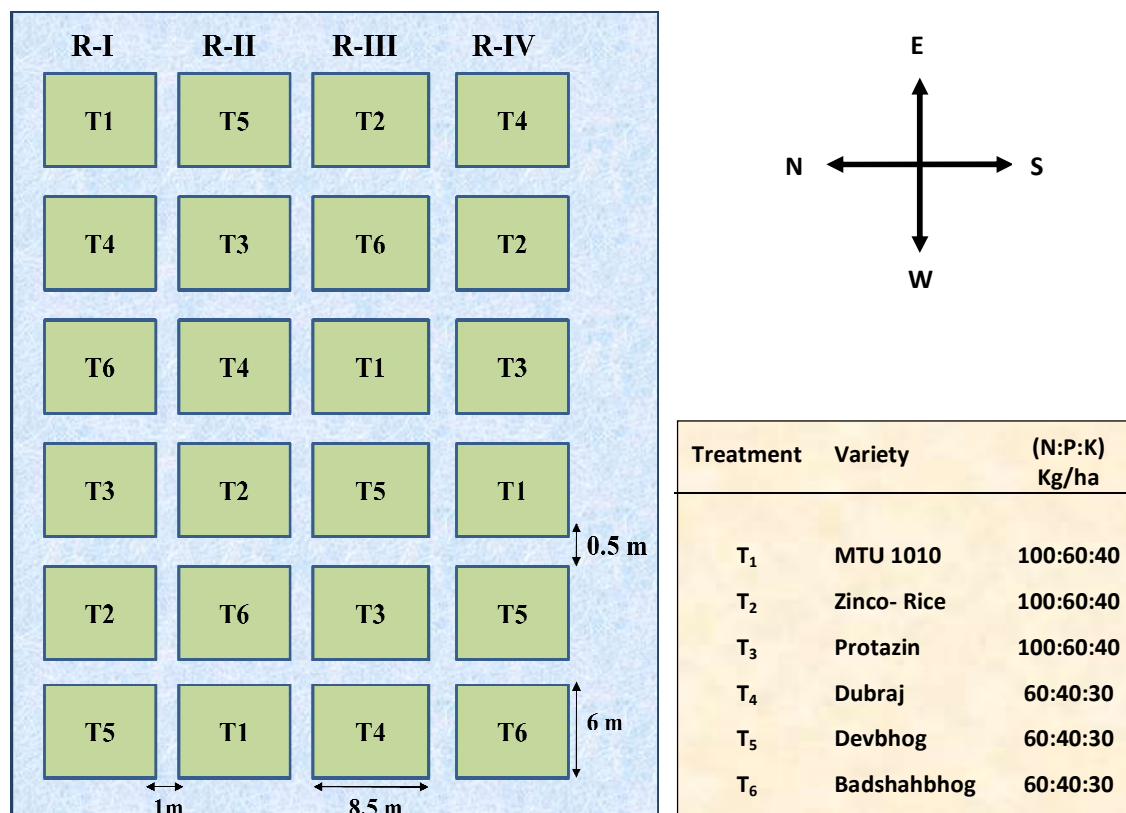 R-I R-II R-III R-IV
T1 T5 T2 T4
T4 T3 T6 T2
T6 T4 T1 T3
T3 T2 T5 T1
0.5 m
T2 T6 T3 T5
T5 T1 T4 T6
6 m
1m 8.5 m
E
N S
W
Treatment Variety (N:P:K)
Kg/ha
T₁ MTU 1010 100:60:40
T₂ Zinco- Rice 100:60:40
T₃ Protazin 100:60:40
T₄ Dubraj 60:40:30
T₅ Devbhog 60:40:30
T₆ Badshahbhog 60:40:30